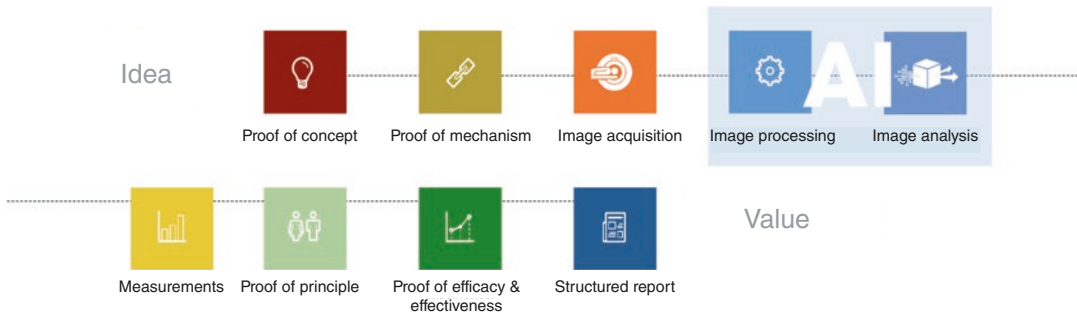 Idea
AI
Proof of concept
Proof of mechanism
Image acquisition
Image processing
Image analysis
Value
Measurements
Proof of principle
Proof of efficacy &
effectiveness
Structured report